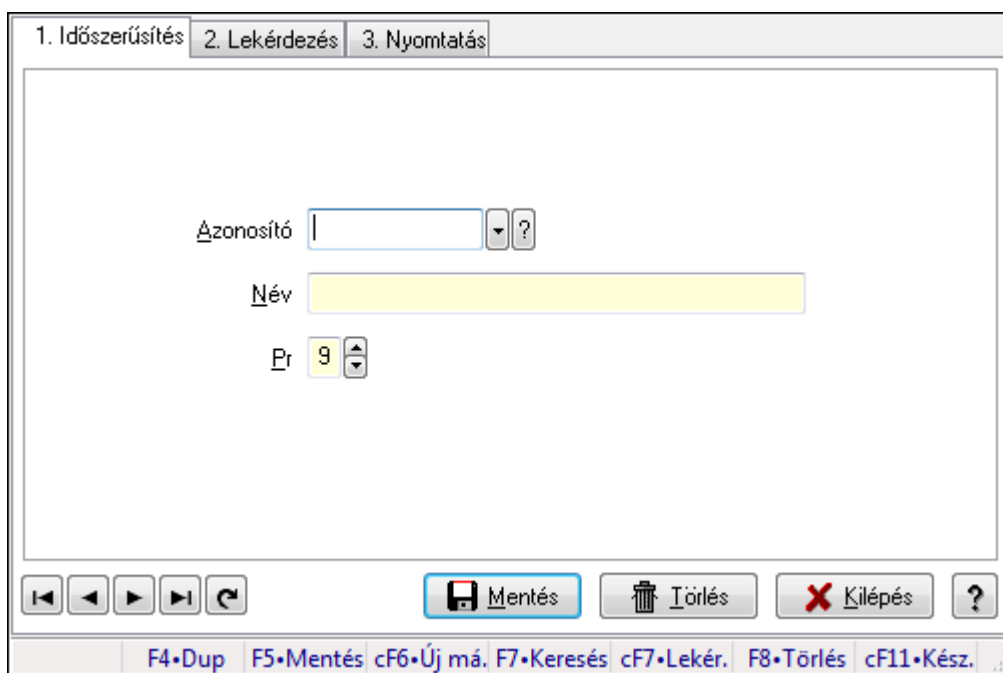 1. Időszerűsítés 2. Lekérdezés 3. Nyomtatás
Azonosító ?
Név
Pr 9
Mentés Törlés Kilépés ?
F4•Dup F5•Mentés cF6•Új má. F7•Keresés cF7•Lekér. F8•Törlés cF11•Kész.